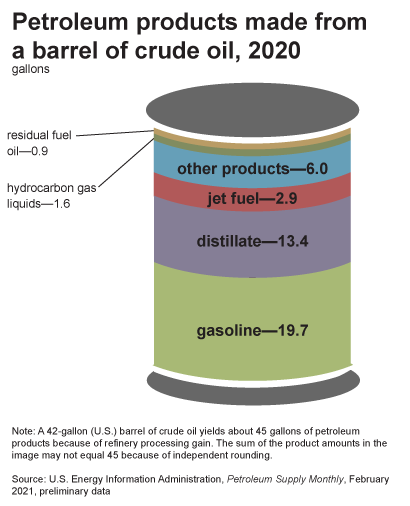 Petroleum products made from
a barrel of crude oil, 2020
gallons
residual fuel
oil—0.9
hydrocarbon gas
liquids—1.6
other products—6.0
jet fuel—2.9
distillate—13.4
gasoline—19.7
Note: A 42-gallon (U.S.) barrel of crude oil yields about 45 gallons of petroleum
products because of refinery processing gain. The sum of the product amounts in the
image may not equal 45 because of independent rounding.
Source: U.S. Energy Information Administration, Petroleum Supply Monthly, February
2021, preliminary data